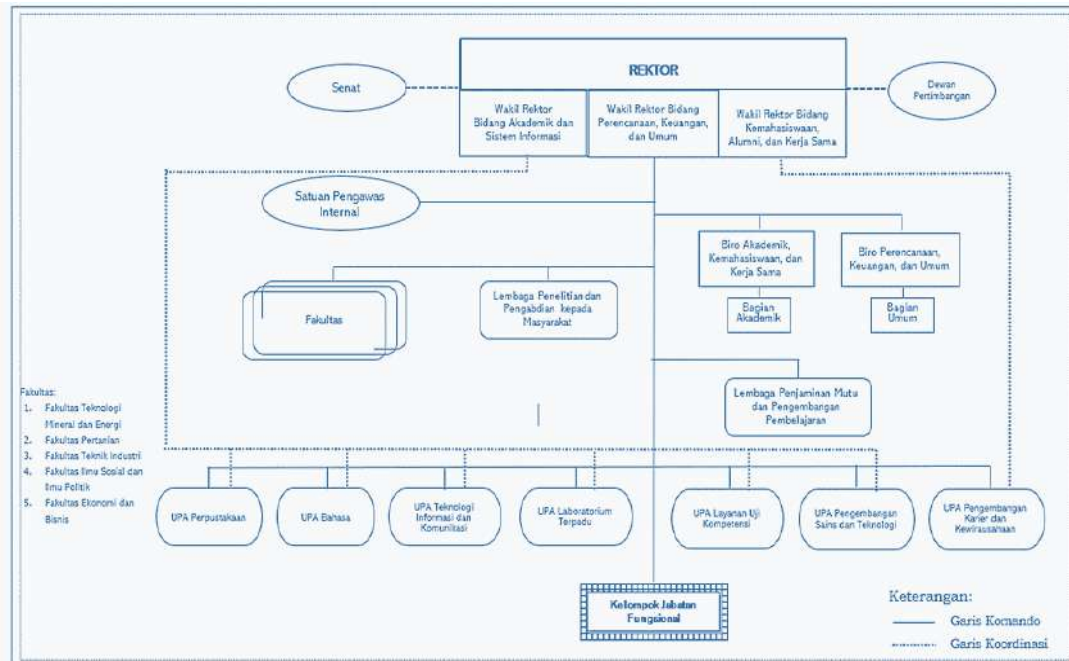 REKTOR
Senat
Dewan
Pertimbangan
Wakil Rektor
Bidang Akademik dan
Sistem Informasi
Wakil Rektor Bidang
Perencanaan, Keuangan,
dan Umum
Wakil Rektor Bidang
Kemahasiswaan,
Alumni, dan Kerja Sama
Satuan Pengawas
Internal
Biro Akademik,
Kemahasiswaan, dan
Kerja Sama
Biro Perencanaan,
Keuangan, dan Umum
Bagian
Akademik
Bagian
Umum
Fakultas
Lembaga Penelitian dan
Pengabdian kepada
Masyarakat
Lembaga Penjaminan Mutu
dan Pengembangan
Pembelajaran
Fakultas:
1. Fakultas Teknologi
Mineral dan Energi
2. Fakultas Pertanian
3. Fakultas Teknik Industri
4. Fakultas Ilmu Sosial dan
Ilmu Politik
5. Fakultas Ekonomi dan
Bisnis
UPA Perpustakaan
UPA Bahasa
UPA Teknologi
Informasi dan
Komunikasi
UPA Laboratorium
Terpadu
UPA Layanan Uji
Kompetensi
UPA Pengembangan
Sains dan Teknologi
UPA Pengembangan
Karier dan
Kewirausahaan
Kelompok Jabatan
Fungsional
Keterangan:
Garis Komando
Garis Koordinasi